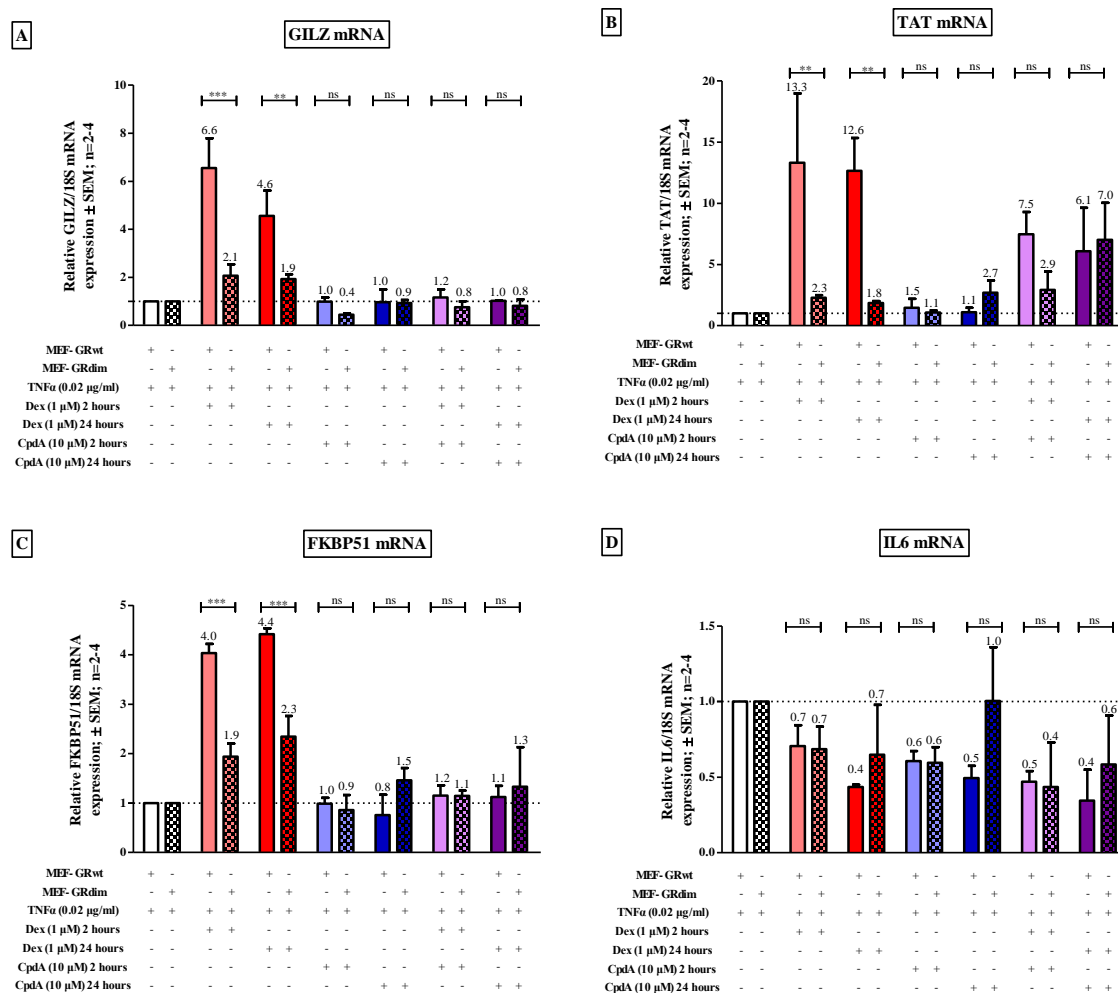 A
GILZ mRNA
Relative GILZ/18S mRNA
expression ± SEM; n=2-4
10
8
6
4
2
0
*** ** ns ns ns ns
6.6 2.1 4.6 1.9 1.0 0.4 1.0 0.9 1.2 0.8 1.0 0.8
MEF- GRwt + - + - + - + - + - + - + -
MEF- GRdim - + - + - + - + - + - + - +
TNFα (0.02 µg/ml) + + + + + + + + + + + + + +
Dex (1 µM) 2 hours - - + + - - - - - - + + - -
Dex (1 µM) 24 hours - - - - + + - - - - - - + +
CpdA (10 µM) 2 hours - - - - - - + + - - + + - -
CpdA (10 µM) 24 hours - - - - - - - - + + - - + +
B
TAT mRNA
Relative TAT/18S mRNA
expression; ± SEM; n=2-4
20
15
10
5
0
** ** ns ns ns ns
13.3 2.3 12.6 1.8 1.5 1.1 1.1 2.7 7.5 2.9 6.1 7.0
MEF- GRwt + - + - + - + - + - + - + -
MEF- GRdim - + - + - + - + - + - + - +
TNFα (0.02 µg/ml) + + + + + + + + + + + + + +
Dex (1 µM) 2 hours - - + + - - - - - - + + - -
Dex (1 µM) 24 hours - - - - + + - - - - - - + +
CpdA (10 µM) 2 hours - - - - - - + + - - + + - -
CpdA (10 µM) 24 hours - - - - - - - - + + - - + +
C
FKBP51 mRNA
Relative FKBP51/18S mRNA
expression; ± SEM; n=2-4
5
4
3
2
1
0
*** *** ns ns ns ns
4.0 1.9 4.4 2.3 1.0 0.9 0.8 1.5 1.2 1.1 1.1 1.3
MEF- GRwt + - + - + - + - + - + - + -
MEF- GRdim - + - + - + - + - + - + - +
TNFα (0.02 µg/ml) + + + + + + + + + + + + + +
Dex (1 µM) 2 hours - - + + - - - - - - + + - -
Dex (1 µM) 24 hours - - - - + + - - - - - - + +
CpdA (10 µM) 2 hours - - - - - - + + - - + + - -
CpdA (10 µM) 24 hours - - - - - - - - + + - - + +
D
IL6 mRNA
Relative IL6/18S mRNA
expression; ± SEM; n=2-4
1.5
1.0
0.5
0.0
ns ns ns ns ns ns
0.7 0.7 0.4 0.7 0.6 0.6 0.5 1.0 0.5 0.4 0.4 0.6
MEF- GRwt + - + - + - + - + - + - + -
MEF- GRdim - + - + - + - + - + - + - +
TNFα (0.02 µg/ml) + + + + + + + + + + + + + +
Dex (1 µM) 2 hours - - + + - - - - - - + + - -
Dex (1 µM) 24 hours - - - - + + - - - - - - + +
CpdA (10 µM) 2 hours - - - - - - + + - - + + - -
CpdA (10 µM) 24 hours - - - - - - - - + + - - + +